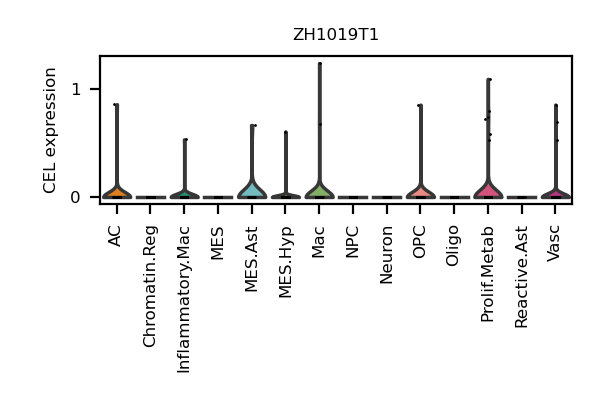 ZH1019T1
CEL expression
1
0
AC
Chromatin.Reg
Inflammatory.Mac
MES
MES.Ast
MES.Hyp
Mac
NPC
Neuron
OPC
Oligo
Prolif.Metab
Reactive.Ast
Vasc